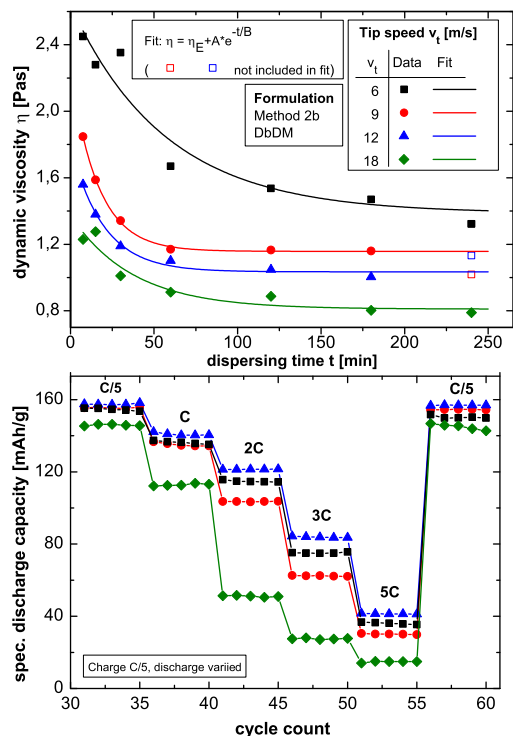 dynamic viscosity η [Pas]
2.4
2.0
1.6
1.2
0.8
Fit: η = ηE+A*e-t/B
( not included in fit)
Formulation
Method 2b
DbDM
Tip speed vt [m/s]
vt Data Fit
6
9
12
18
0 50 100 150 200 250
dispersing time t [min]
spec. discharge capacity [mAh/g]
160
120
80
40
0
C/5
C
2C
3C
5C
C/5
Charge C/5, discharge variied
30 35 40 45 50 55 60
cycle count